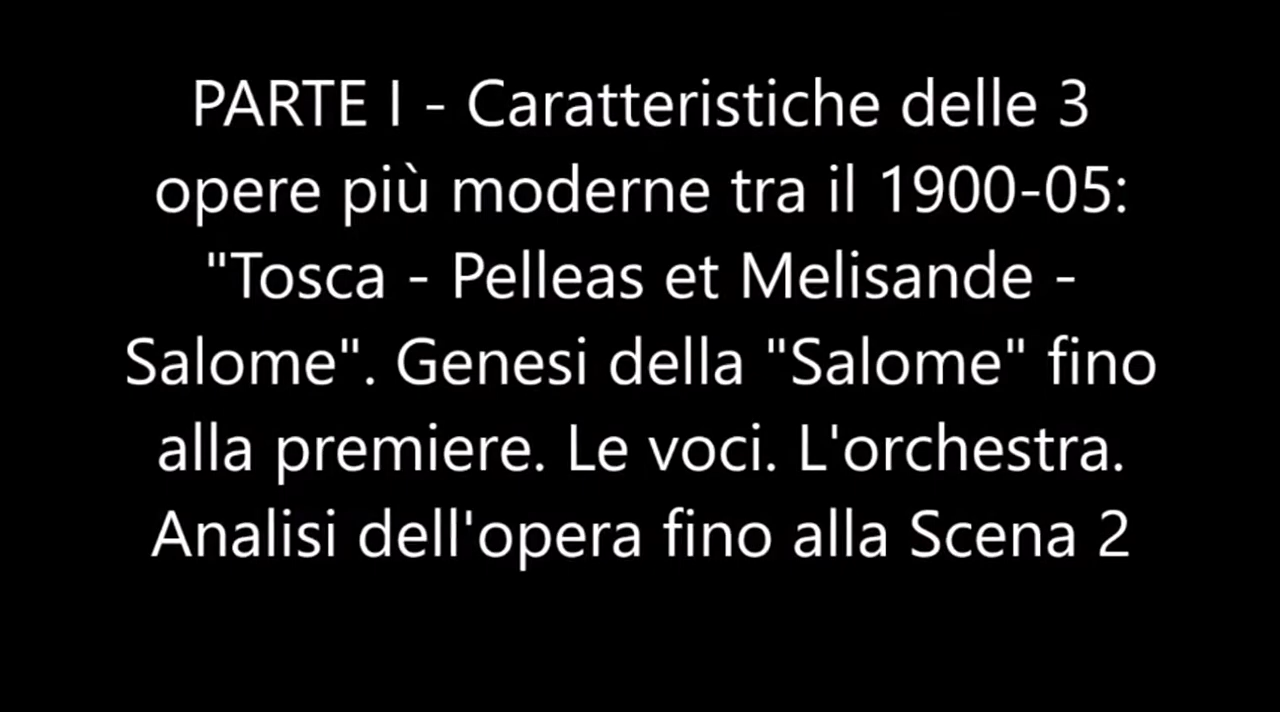 PARTE I - Caratteristiche delle 3
opere più moderne tra il 1900-05:
"Tosca - Pelleas et Melisande -
Salome". Genesi della "Salome" fino
alla premiere. Le voci. L'orchestra.
Analisi dell'opera fino alla Scena 2